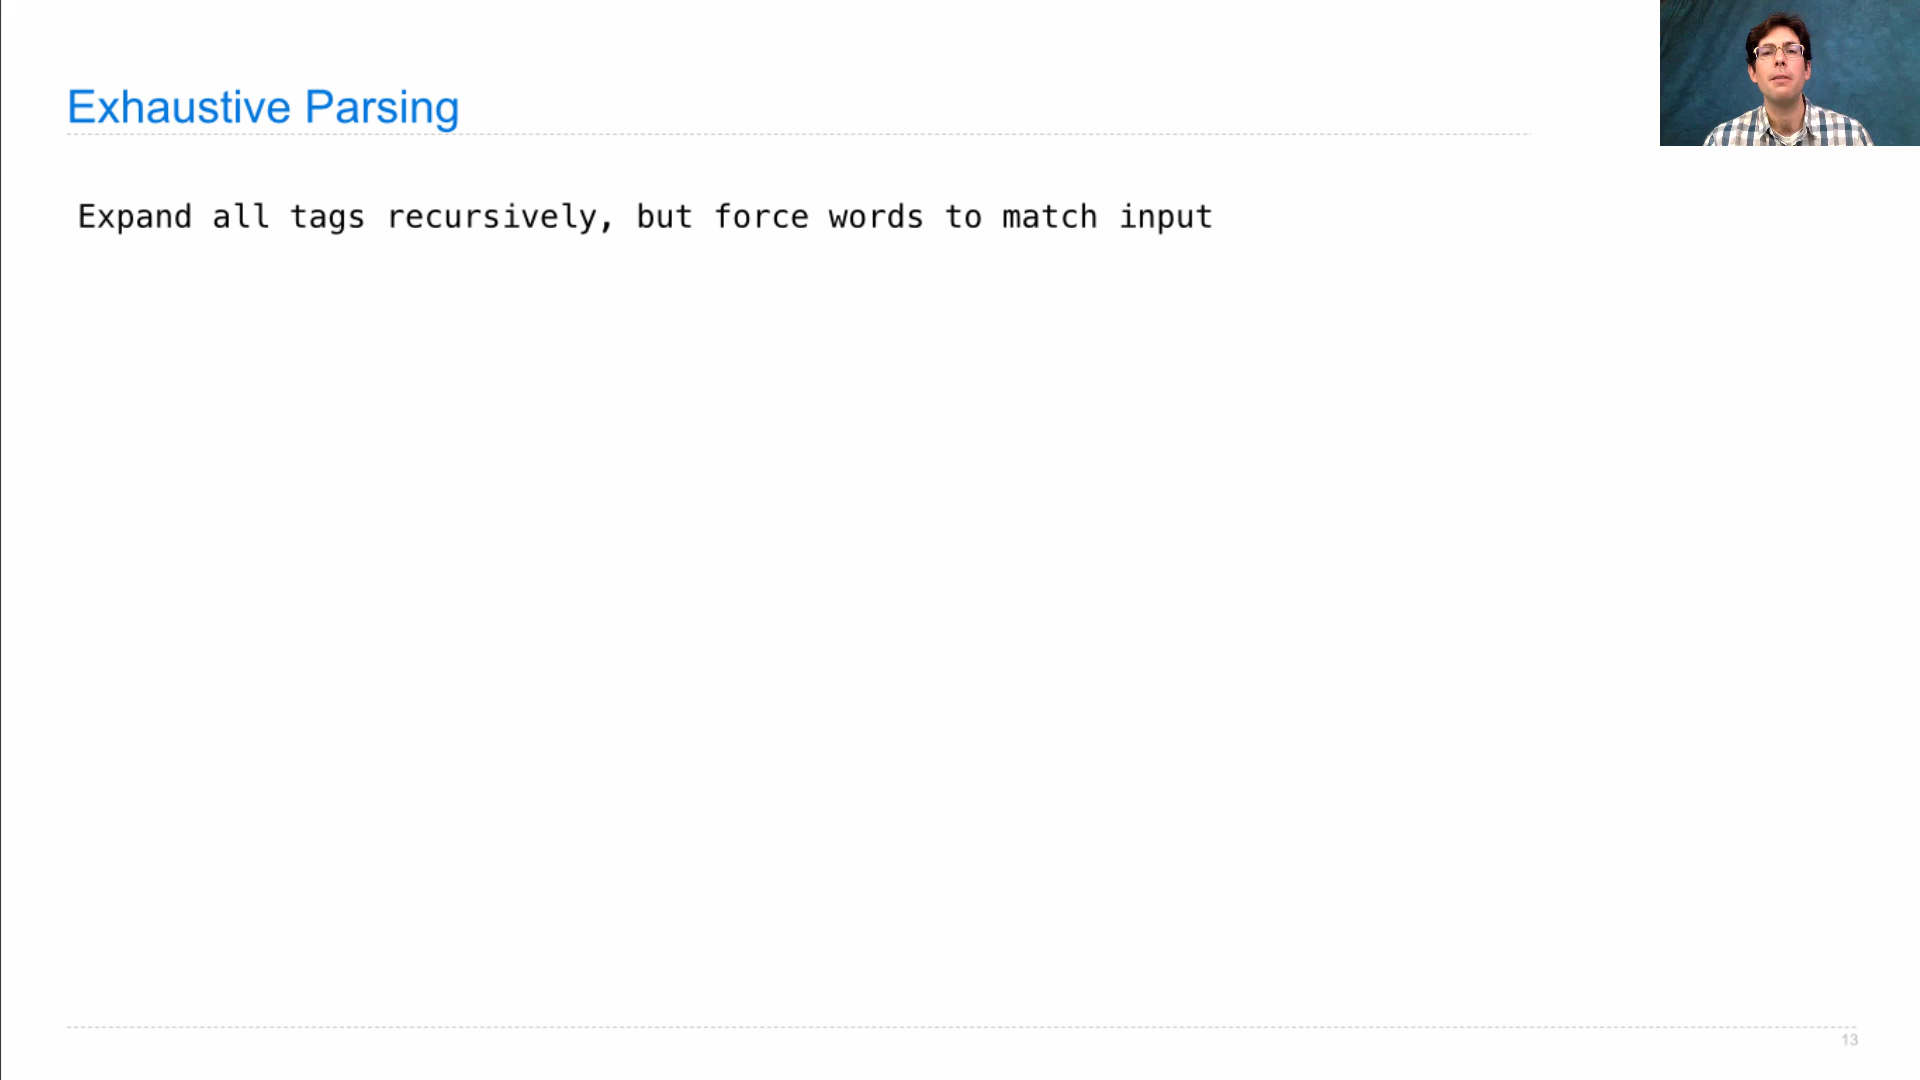 Exhaustive Parsing
Expand all tags recursively, but force words to match input
13